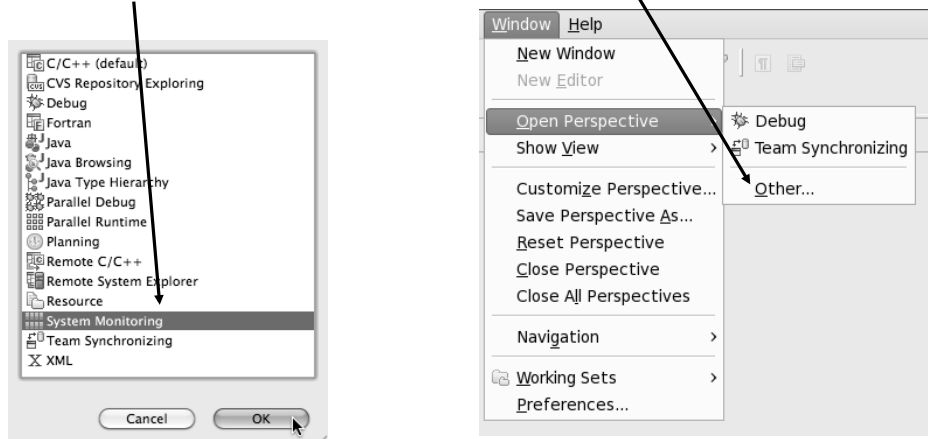 C/C++ (default)
CVS Repository Exploring
Debug
Fortran
Java
Java Browsing
Java Type Hierarchy
Parallel Debug
Parallel Runtime
Planning
Remote C/C++
Remote System Explorer
Resource
System Monitoring
Team Synchronizing
X XML
Cancel OK
Window Help
New Window
New Editor
Open Perspective
Show View
Customize Perspective...
Save Perspective As...
Reset Perspective
Close Perspective
Close All Perspectives
Navigation
Working Sets
Preferences...
Debug
Team Synchronizing
Other...